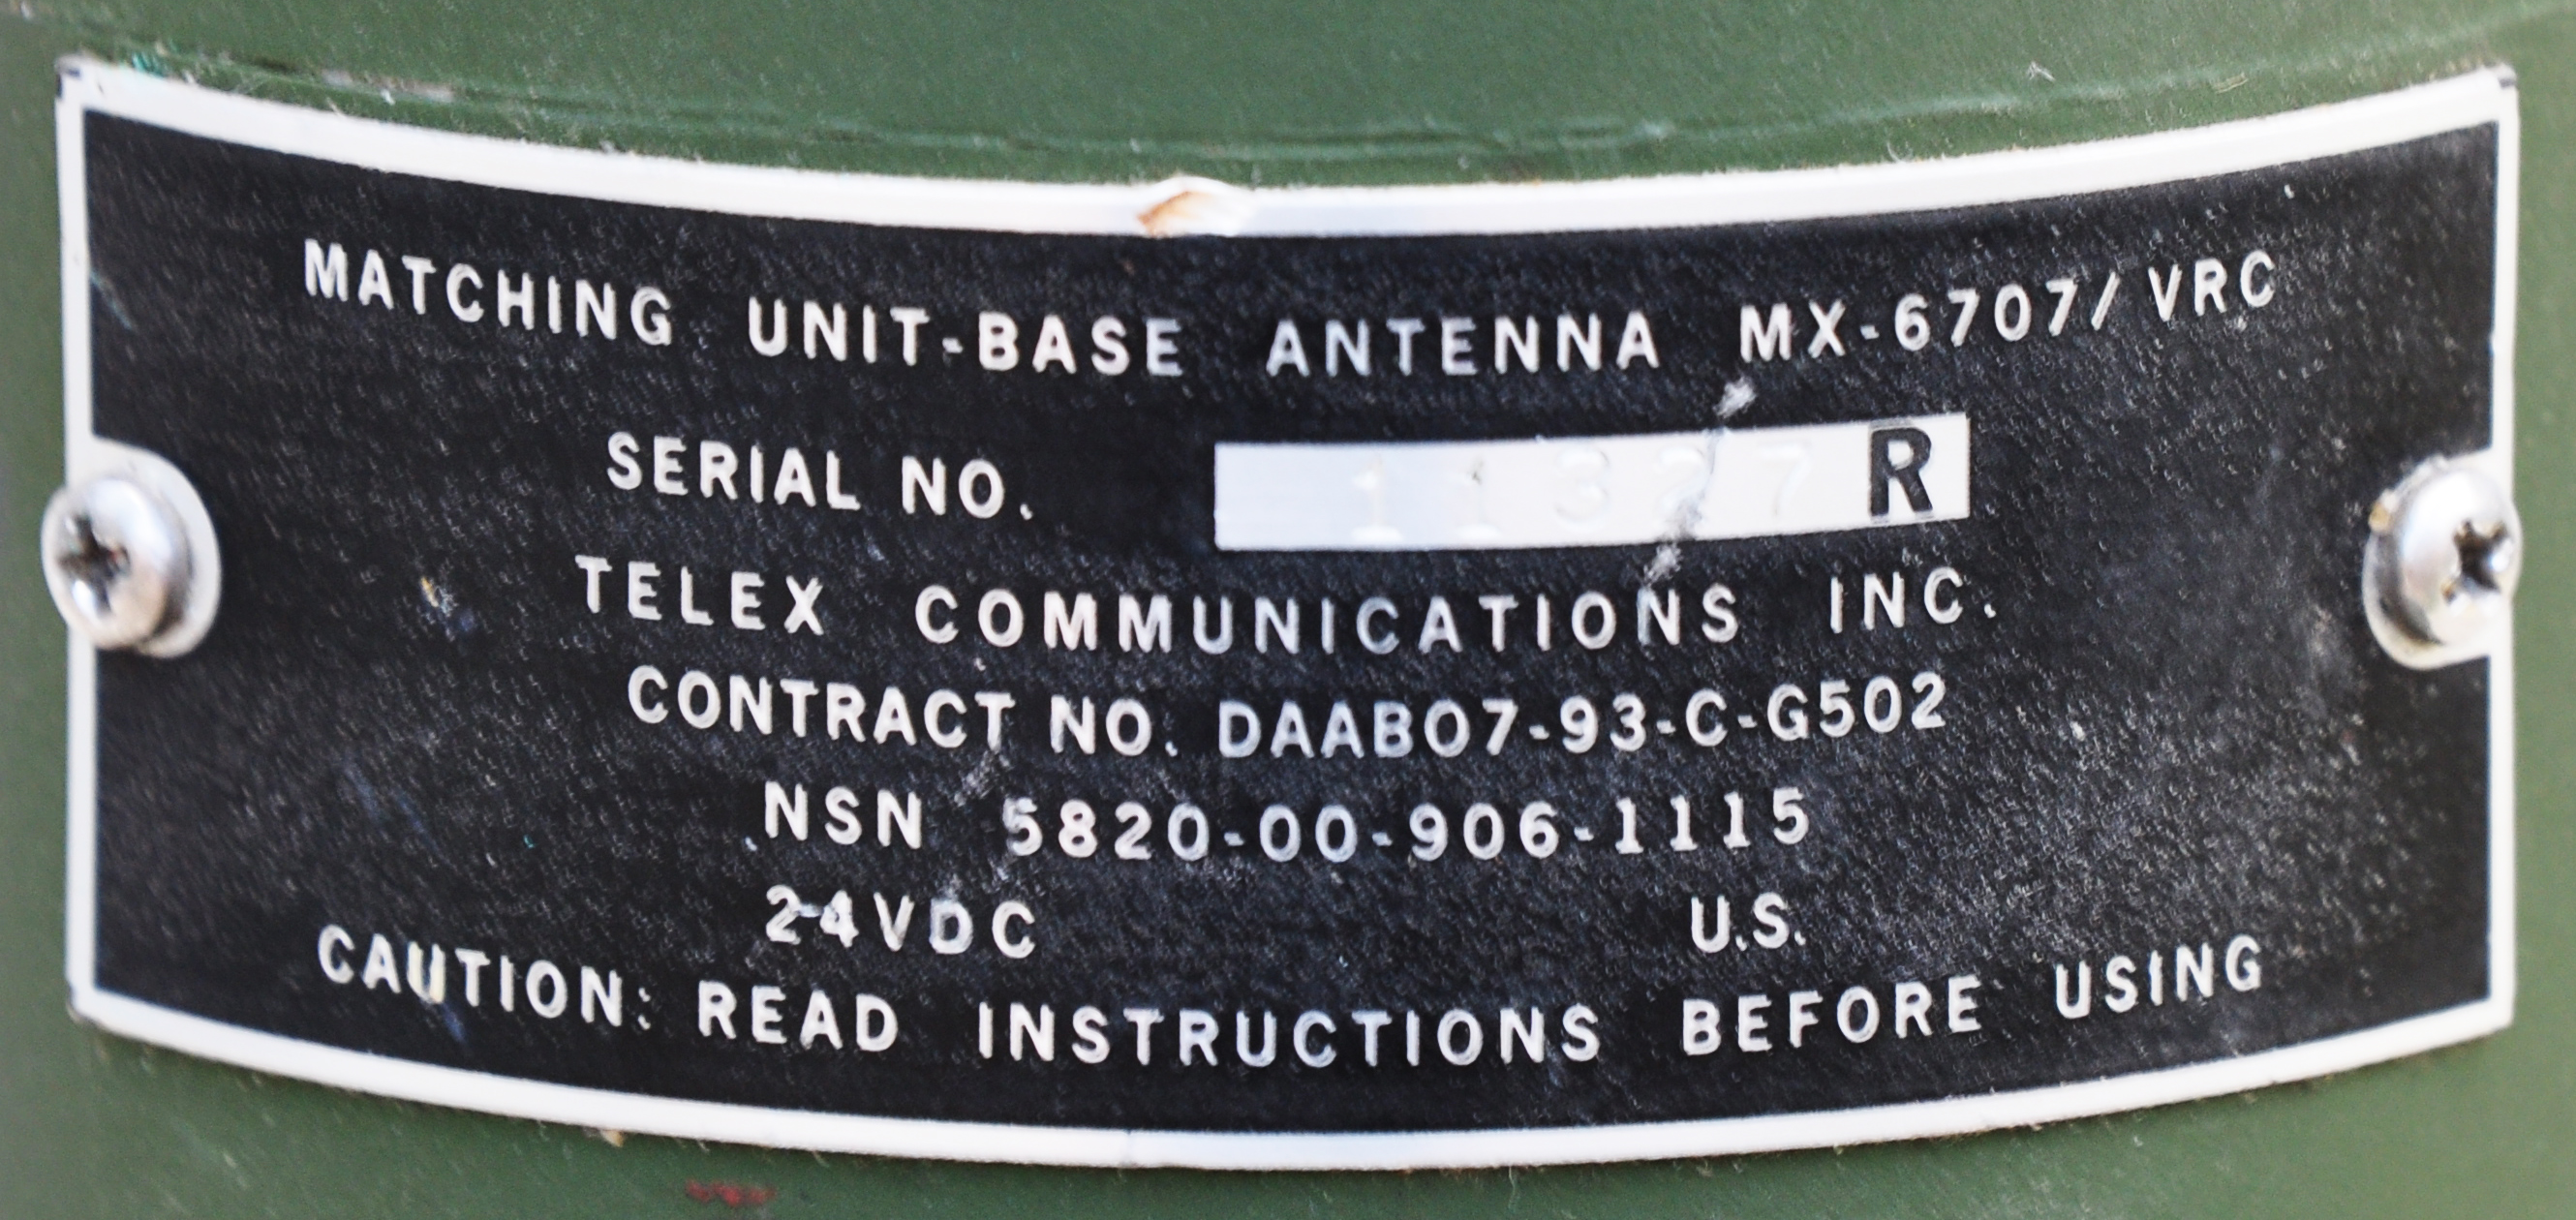 MATCHING UNIT-BASE ANTENNA MX-6707/VRC
SERIAL NO. 11327 R
TELEX COMMUNICATIONS INC.
CONTRACT NO. DAAB07-93-C-G502
NSN 5820-00-906-1115
24VDC U.S.
CAUTION: READ INSTRUCTIONS BEFORE USING